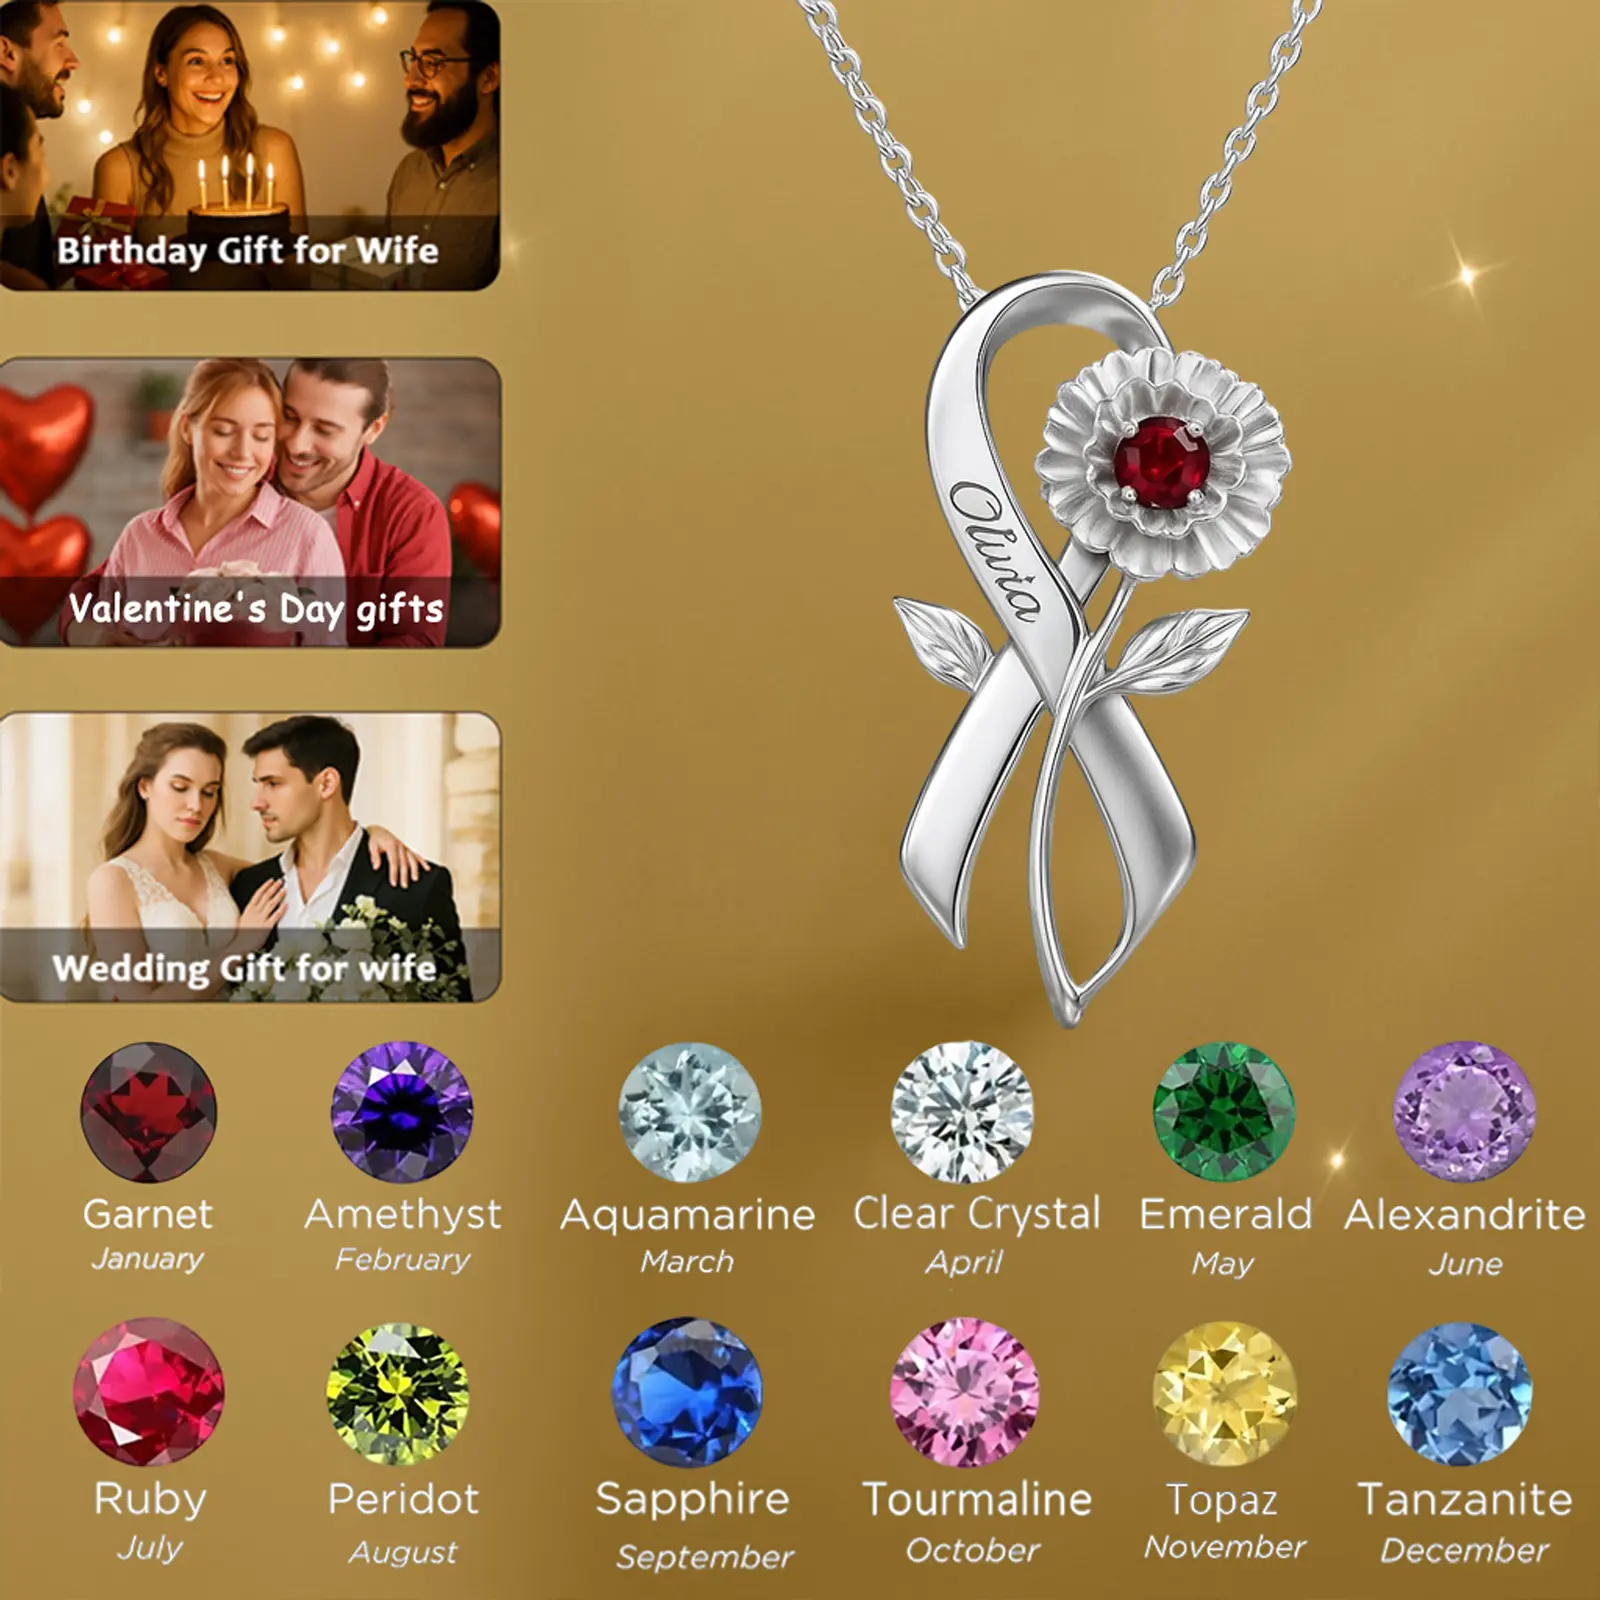 Birthday Gift for Wife
Valentine's Day gifts
Wedding Gift for wife
Olivia
Garnet
January
Amethyst
February
Aquamarine
March
Clear Crystal
April
Emerald
May
Alexandrite
June
Ruby
July
Peridot
August
Sapphire
September
Tourmaline
October
Topaz
November
Tanzanite
December